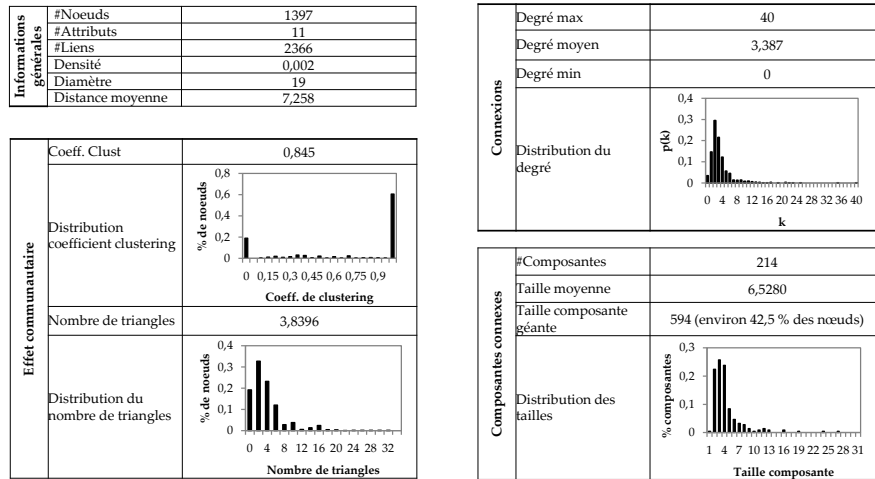 Informations générales
#Noeuds 1397
#Attributs 11
#Liens 2366
Densité 0,002
Diamètre 19
Distance moyenne 7,258
Effet communautaire
Coeff. Clust 0,845
Distribution coefficient clustering
% de noeuds
0,8
0,6
0,4
0,2
0
0 0,15 0,3 0,45 0,6 0,75 0,9
Coeff. de clustering
Nombre de triangles 3,8396
Distribution du nombre de triangles
% de noeuds
0,4
0,3
0,2
0,1
0
0 4 8 12 16 20 24 28 32
Nombre de triangles
Connexions
Degré max 40
Degré moyen 3,387
Degré min 0
Distribution du degré
p(k)
0,4
0,3
0,2
0,1
0
0 4 8 12 16 20 24 28 32 36 40
k
Composantes connexes
#Composantes 214
Taille moyenne 6,5280
Taille composante géante 594 (environ 42,5 % des nœuds)
Distribution des tailles
% composantes
0,3
0,2
0,1
0
1 4 7 10 13 16 19 22 25 28 31
Taille composante